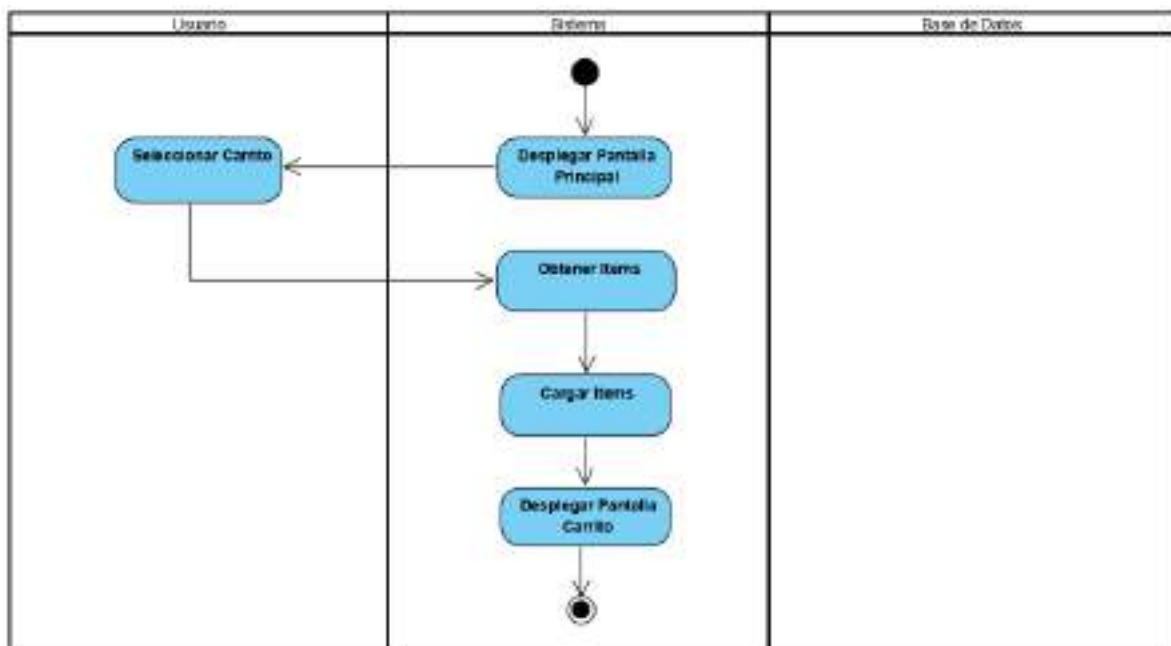 Usuario
Sistema
Base de Datos
Seleccionar Carrito
Desplegar Pantalla
Principal
Obtener Items
Cargar Items
Desplegar Pantalla
Carrito